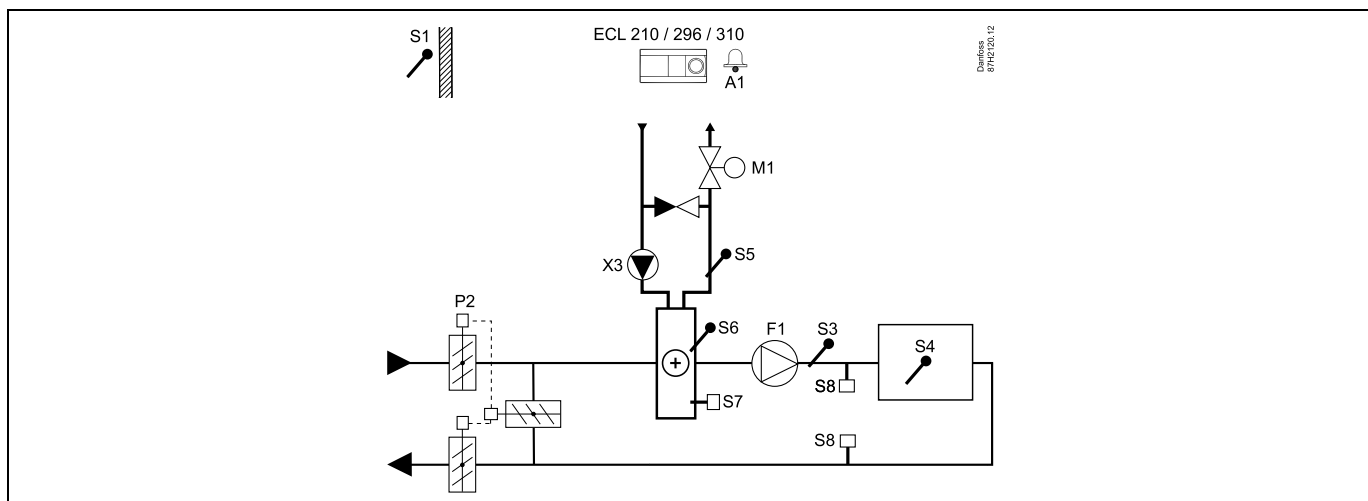 S1
ECL 210 / 296 / 310
A1
Danfoss
87H2120.12
M1
X3
S5
P2
S6
F1
S3
S4
S8
S7
S8